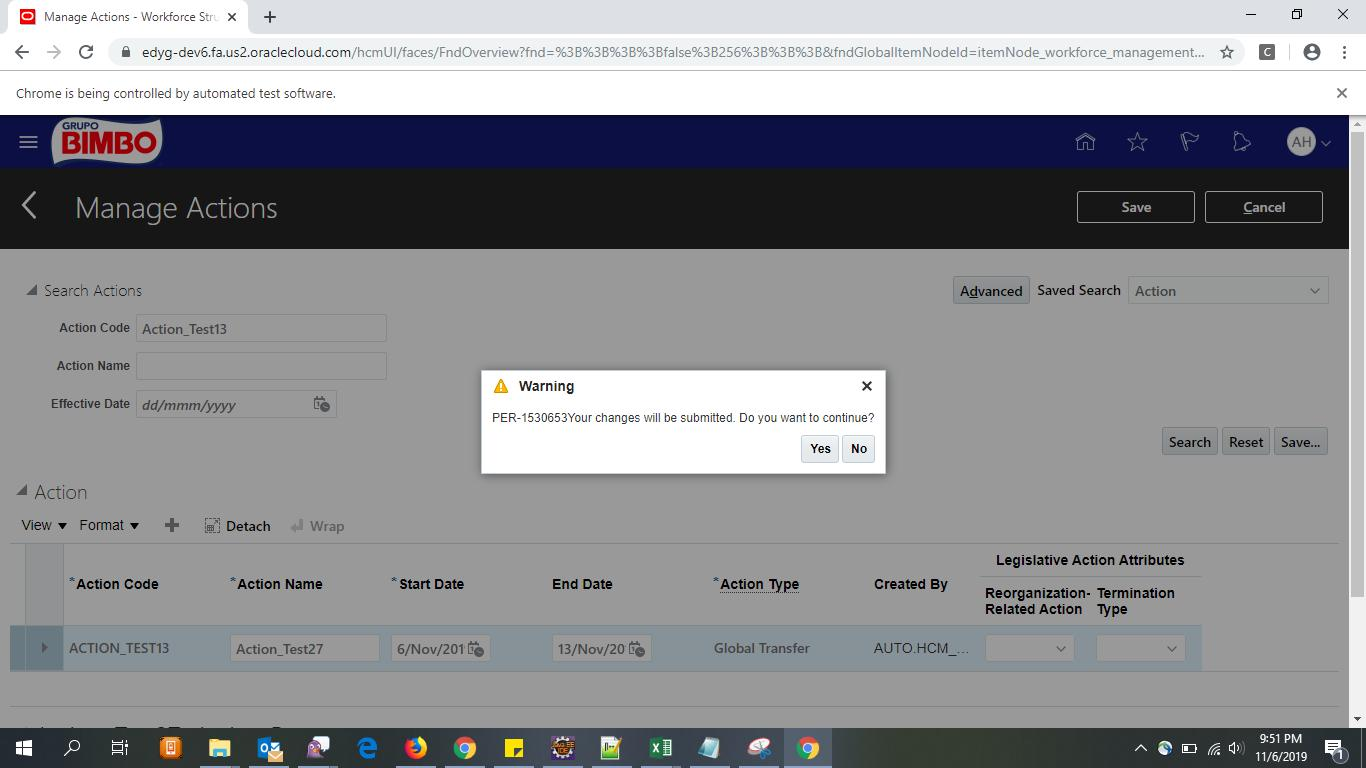 Manage Actions - Workforce Stru
edyg-dev6.fa.us2.oraclecloud.com/hcmUI/faces/FndOverview?fnd=%3B%3B%3B%3Bfalse%3B256%3B%3B%3B&fndGlobalItemNodeId=itemNode_workforce_management...
C
Chrome is being controlled by automated test software.
GRUPO
BIMBO
AH
Manage Actions
Save
Cancel
Search Actions
Advanced
Saved Search
Action
Action Code
Action_Test13
Action Name
Effective Date
dd/mmm/yyyy
Warning
PER-1530653Your changes will be submitted. Do you want to continue?
Yes
No
Search
Reset
Save...
Action
View
Format
Detach
Wrap
Legislative Action Attributes
*Action Code
*Action Name
*Start Date
End Date
*Action Type
Created By
Reorganization-
Related Action
Termination
Type
ACTION_TEST13
Action_Test27
6/Nov/201
13/Nov/20
Global Transfer
AUTO.HCM_...
9:51 PM
11/6/2019
1